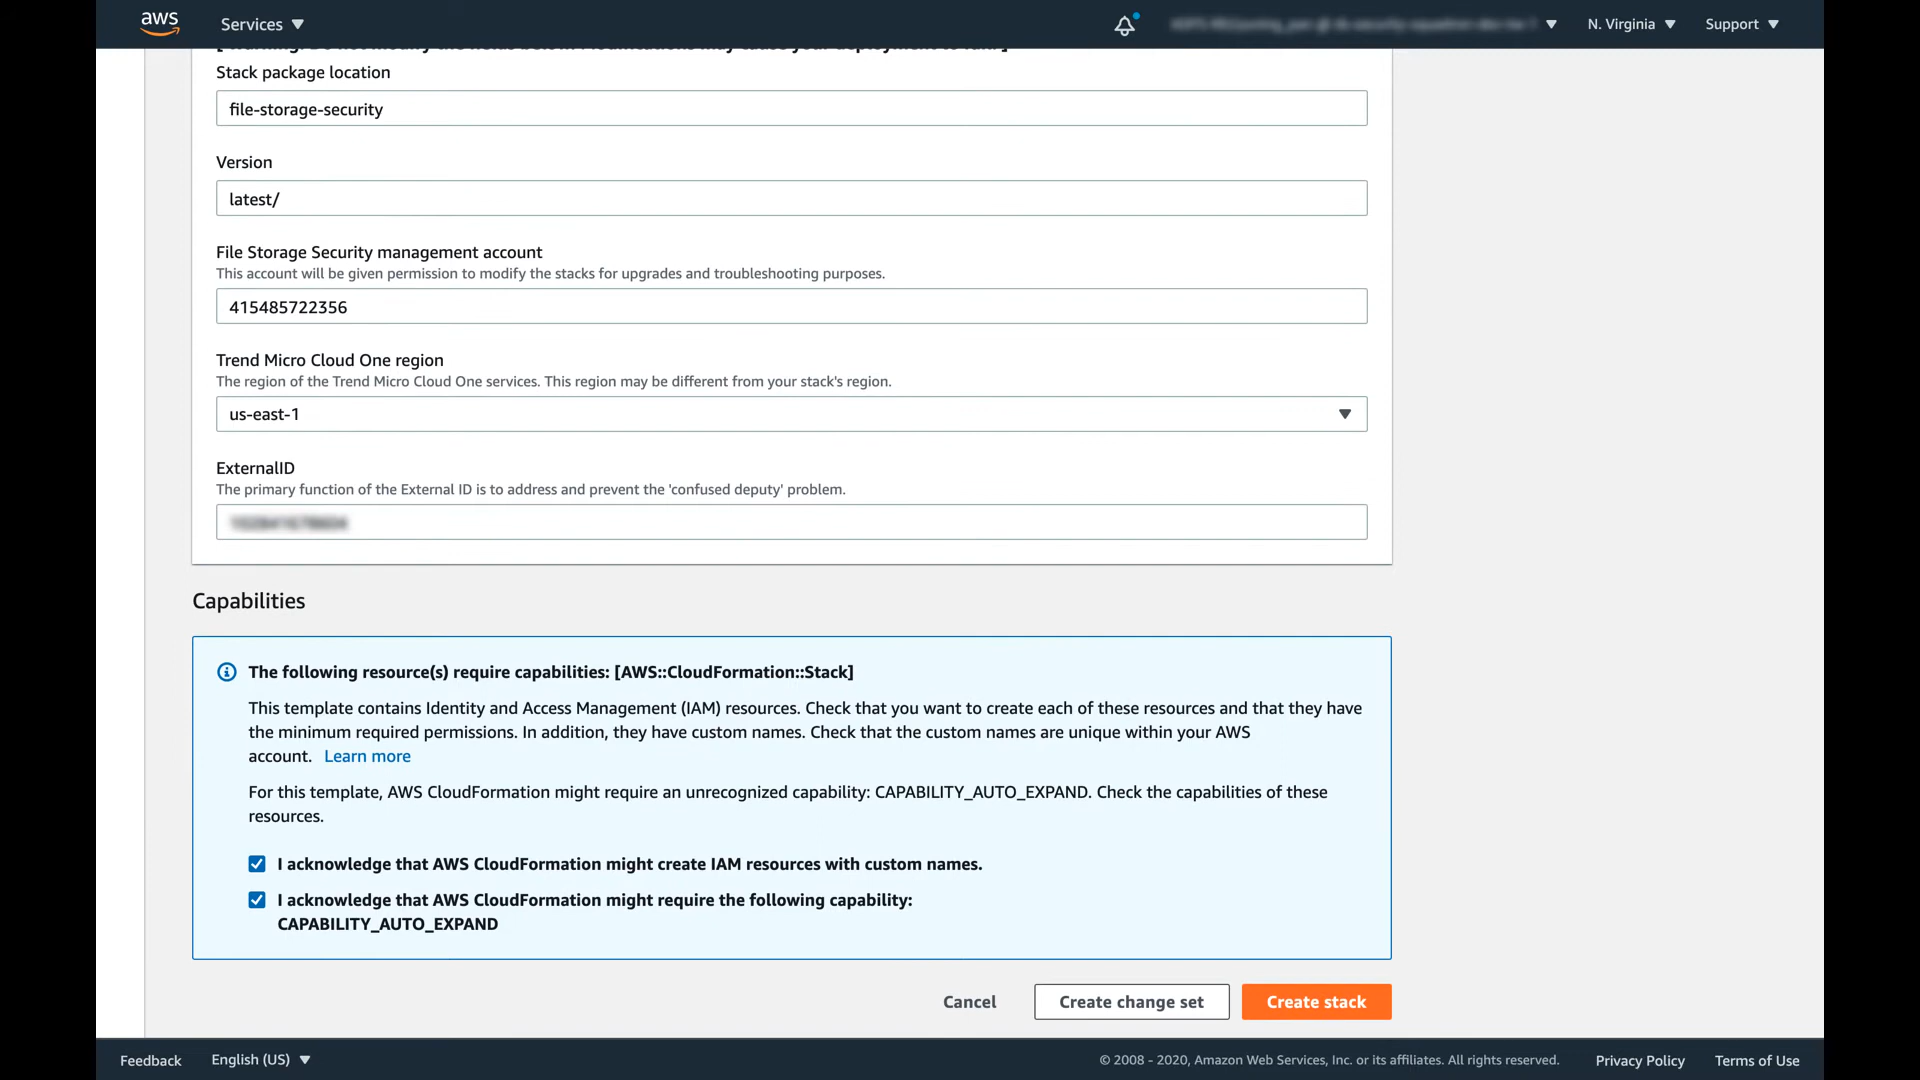 aws
Services
N. Virginia
Support
Stack package location
file-storage-security
Version
latest/
File Storage Security management account
This account will be given permission to modify the stacks for upgrades and troubleshooting purposes.
415485722356
Trend Micro Cloud One region
The region of the Trend Micro Cloud One services. This region may be different from your stack's region.
us-east-1
ExternalID
The primary function of the External ID is to address and prevent the 'confused deputy' problem.
Capabilities
The following resource(s) require capabilities: [AWS::CloudFormation::Stack]
This template contains Identity and Access Management (IAM) resources. Check that you want to create each of these resources and that they have
the minimum required permissions. In addition, they have custom names. Check that the custom names are unique within your AWS
account. Learn more
For this template, AWS CloudFormation might require an unrecognized capability: CAPABILITY_AUTO_EXPAND. Check the capabilities of these
resources.
I acknowledge that AWS CloudFormation might create IAM resources with custom names.
I acknowledge that AWS CloudFormation might require the following capability:
CAPABILITY_AUTO_EXPAND
Cancel
Create change set
Create stack
Feedback
English (US)
© 2008 - 2020, Amazon Web Services, Inc. or its affiliates. All rights reserved.
Privacy Policy
Terms of Use